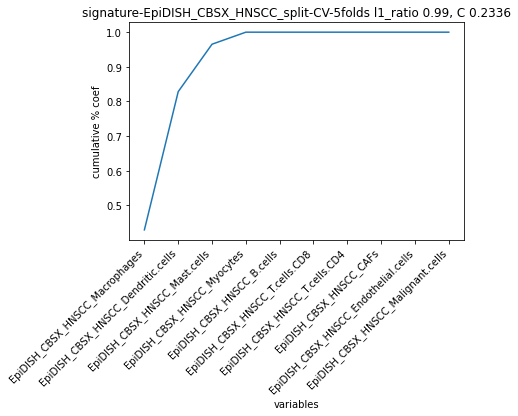 signature-EpiDISH_CBSX_HNSCC_split-CV-5folds l1_ratio 0.99, C 0.2336
1.0
0.9
0.8
0.7
0.6
0.5
cumulative % coef
EpiDISH_CBSX_HNSCC_Macrophages
EpiDISH_CBSX_HNSCC_Dendritic.cells
EpiDISH_CBSX_HNSCC_Mast.cells
EpiDISH_CBSX_HNSCC_Myocytes
EpiDISH_CBSX_HNSCC_B.cells
EpiDISH_CBSX_HNSCC_T.cells.CD8
EpiDISH_CBSX_HNSCC_T.cells.CD4
EpiDISH_CBSX_HNSCC_CAFs
EpiDISH_CBSX_HNSCC_Endothelial.cells
EpiDISH_CBSX_HNSCC_Malignant.cells
variables